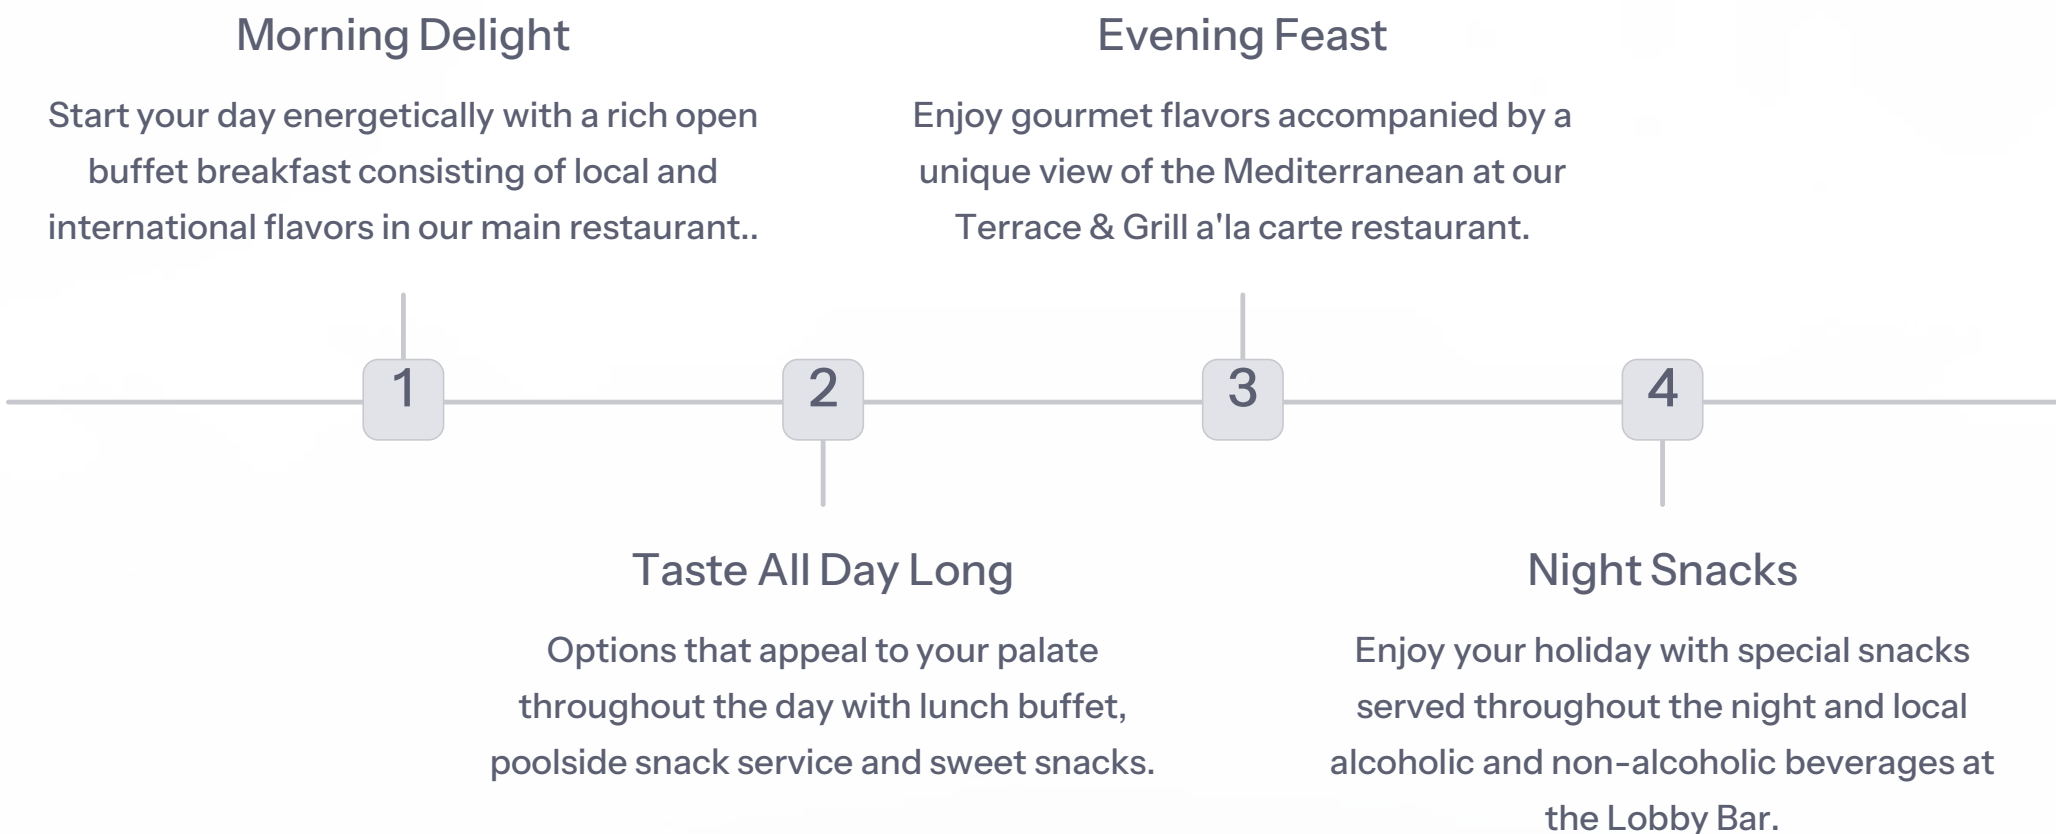 Morning Delight
Start your day energetically with a rich open
buffet breakfast consisting of local and
international flavors in our main restaurant..
1
2
Taste All Day Long
Options that appeal to your palate
throughout the day with lunch buffet,
poolside snack service and sweet snacks.
Evening Feast
Enjoy gourmet flavors accompanied by a
unique view of the Mediterranean at our
Terrace & Grill a'la carte restaurant.
3
4
Night Snacks
Enjoy your holiday with special snacks
served throughout the night and local
alcoholic and non-alcoholic beverages at
the Lobby Bar.